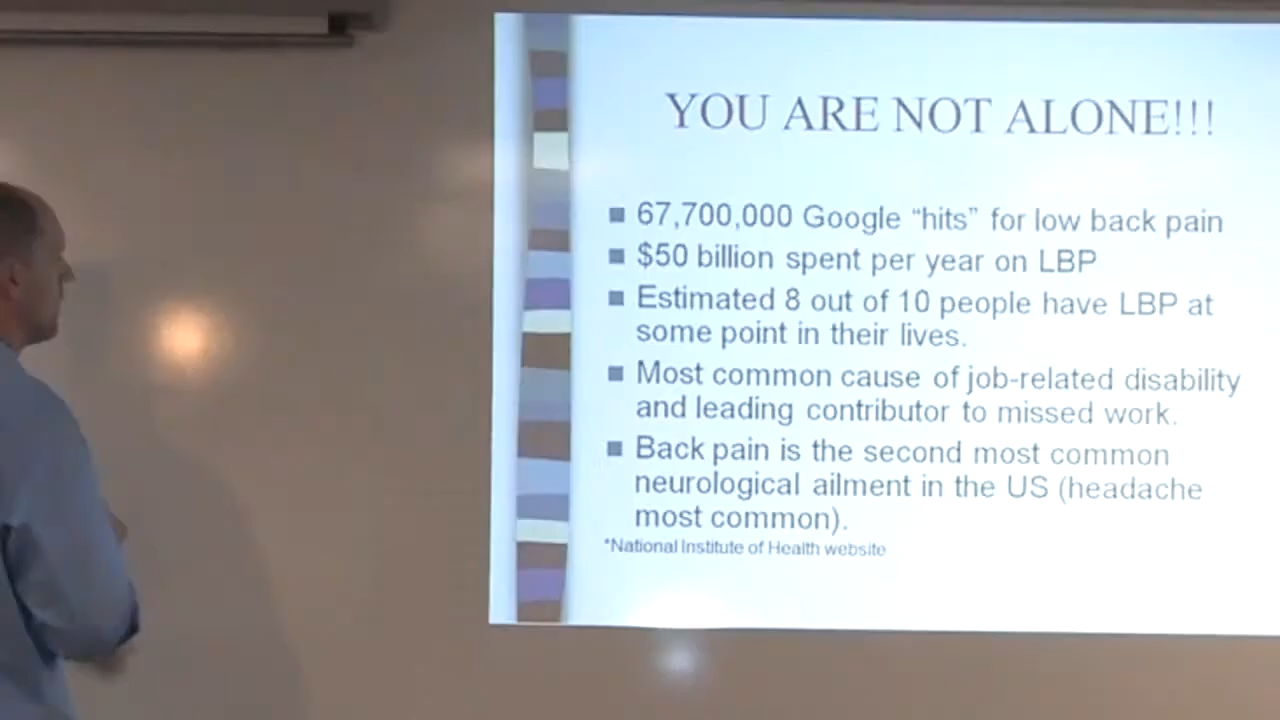 YOU ARE NOT ALONE!!!
67,700,000 Google “hits” for low back pain
$50 billion spent per year on LBP
Estimated 8 out of 10 people have LBP at
some point in their lives.
Most common cause of job-related disability
and leading contributor to missed work.
Back pain is the second most common
neurological ailment in the US (headache
most common).
*National Institute of Health website